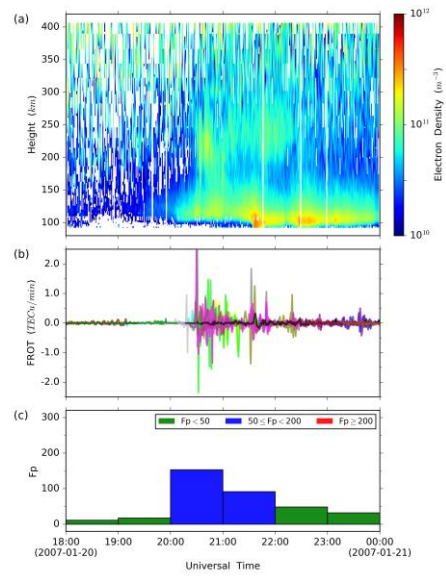 (a)
400
350
300
250
200
150
100
Height (km)
10^12
10^11
10^10
Electron Density (m^-3)
(b)
2.0
1.0
0.0
-1.0
-2.0
FROT (TECu/min)
(c)
300
200
100
0
Fp
Fp < 50
50 ≤ Fp < 200
Fp ≥ 200
18:00 19:00 20:00 21:00 22:00 23:00 00:00
(2007-01-20) (2007-01-21)
Universal Time